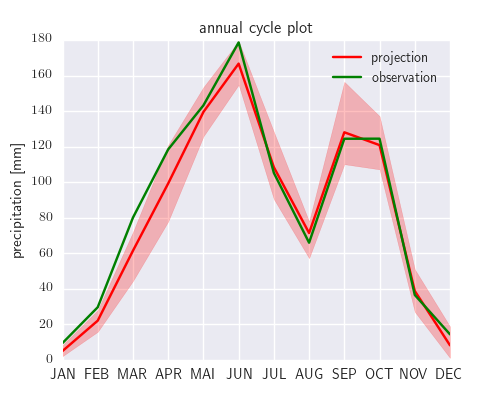 annual cycle plot
projection
observation
precipitation [mm]
180
160
140
120
100
80
60
40
20
0
JAN FEB MAR APR MAI JUN JUL AUG SEP OCT NOV DEC